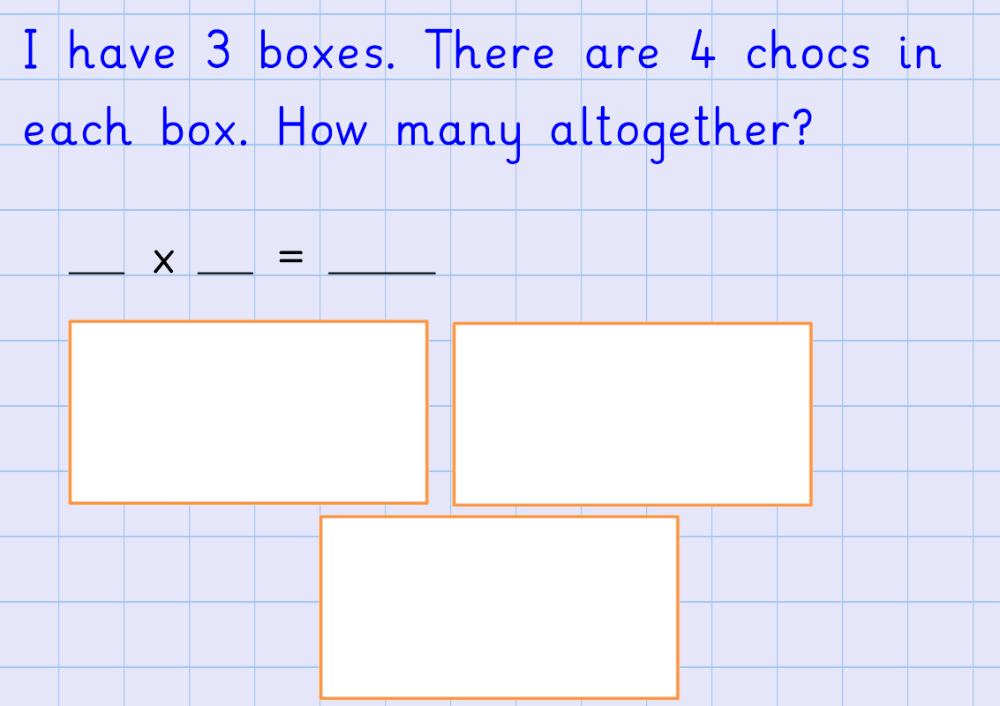 I have 3 boxes. There are 4 chocs in
each box. How many altogether?
___ x ___ = _____